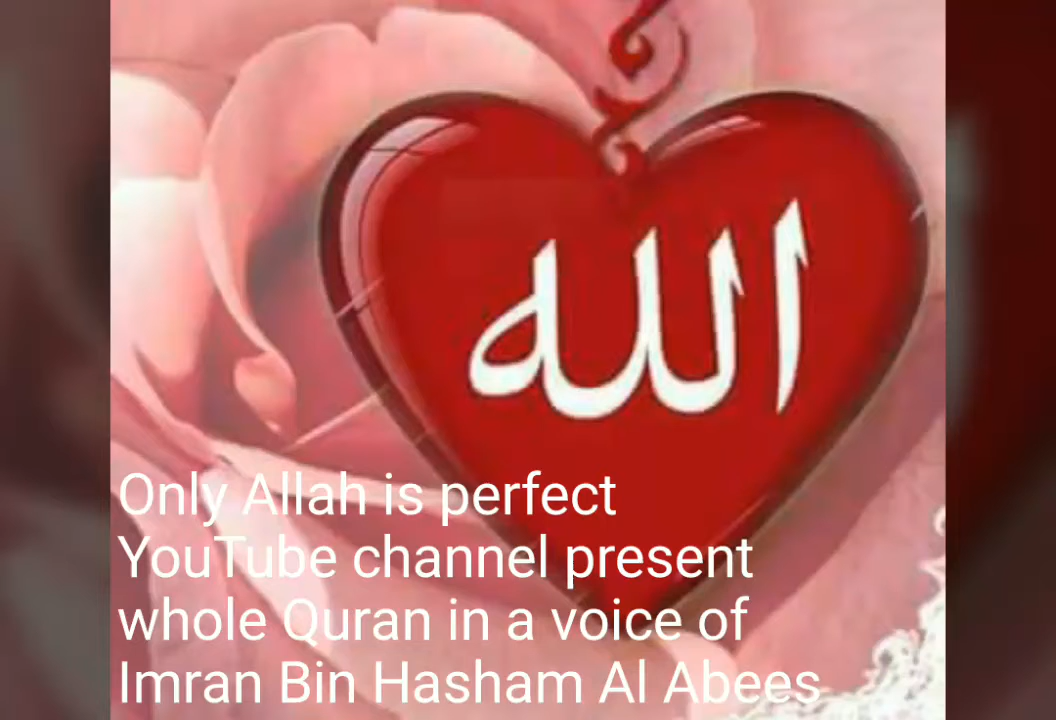 الله
Only Allah is perfect
YouTube channel present
whole Quran in a voice of
Imran Bin Hasham Al Abees